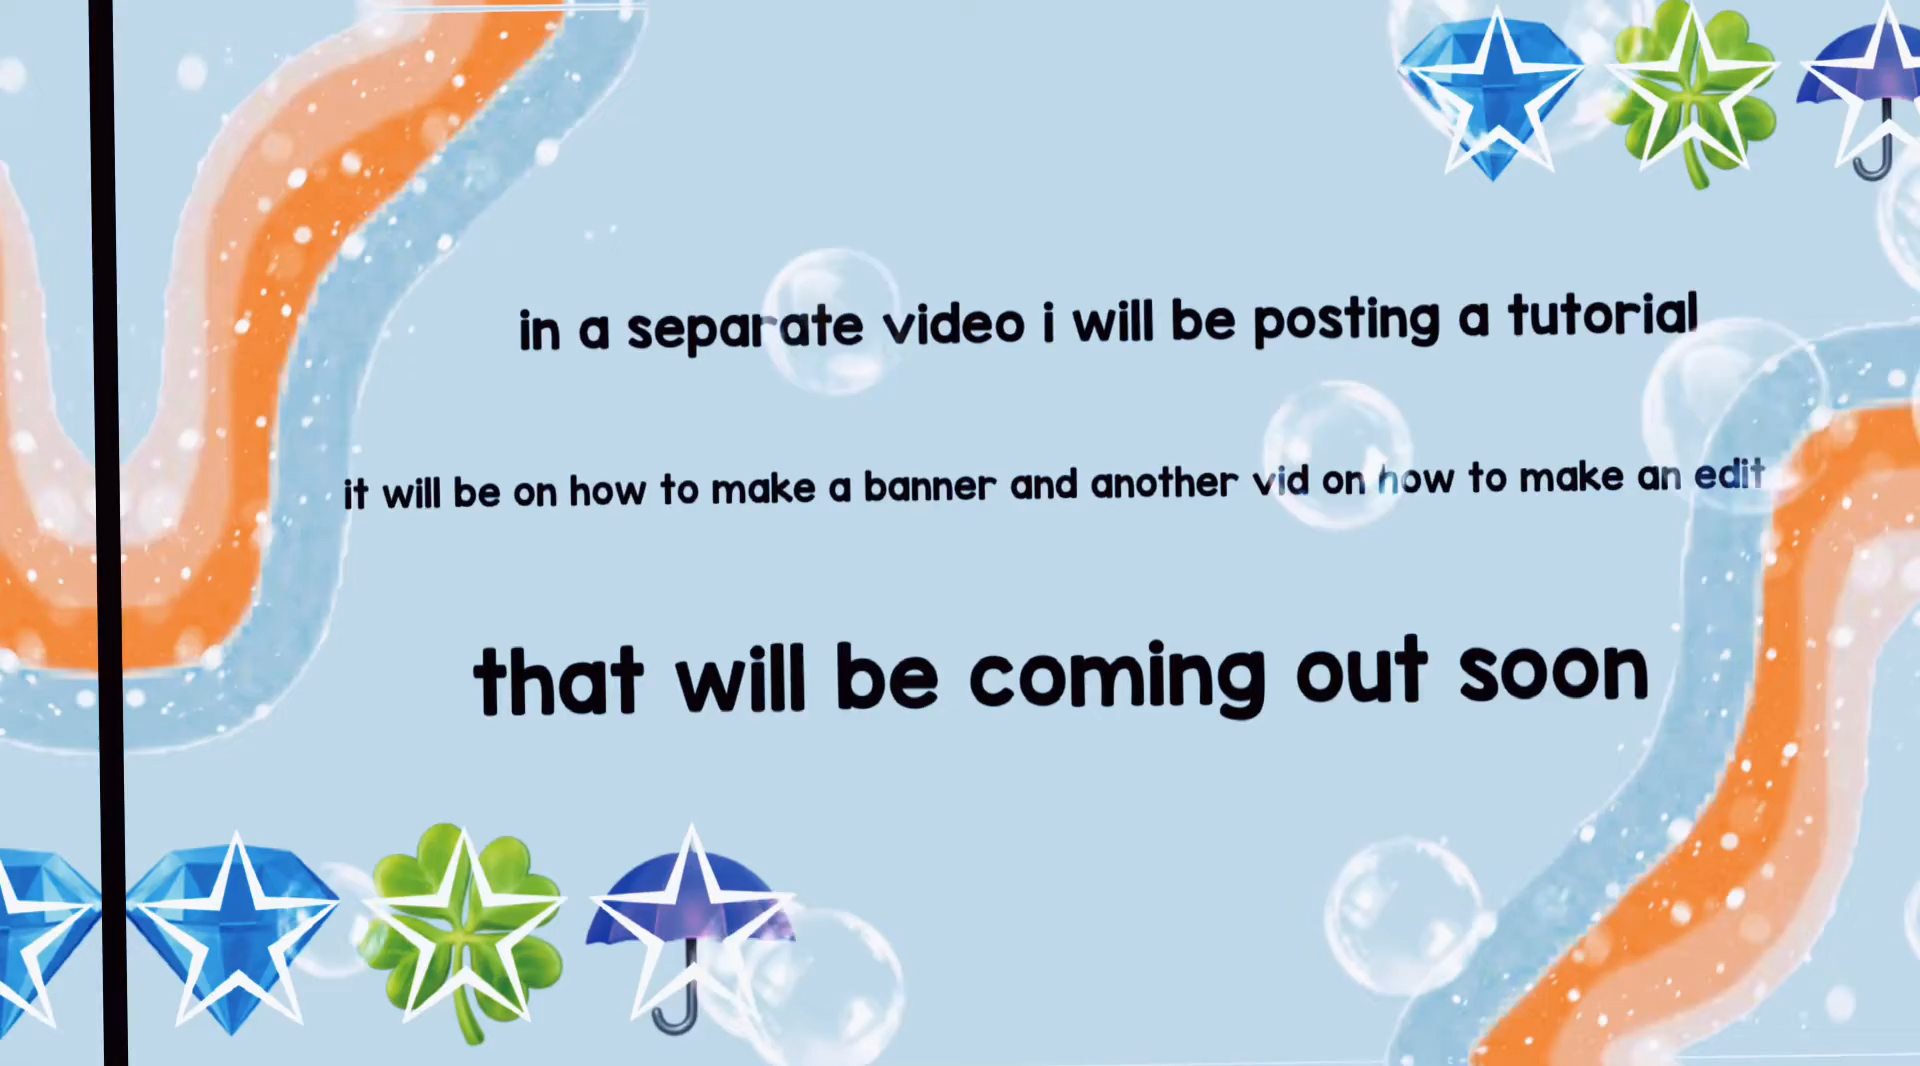 in a separate video i will be posting a tutorial
it will be on how to make a banner and another vid on how to make an edit
that will be coming out soon